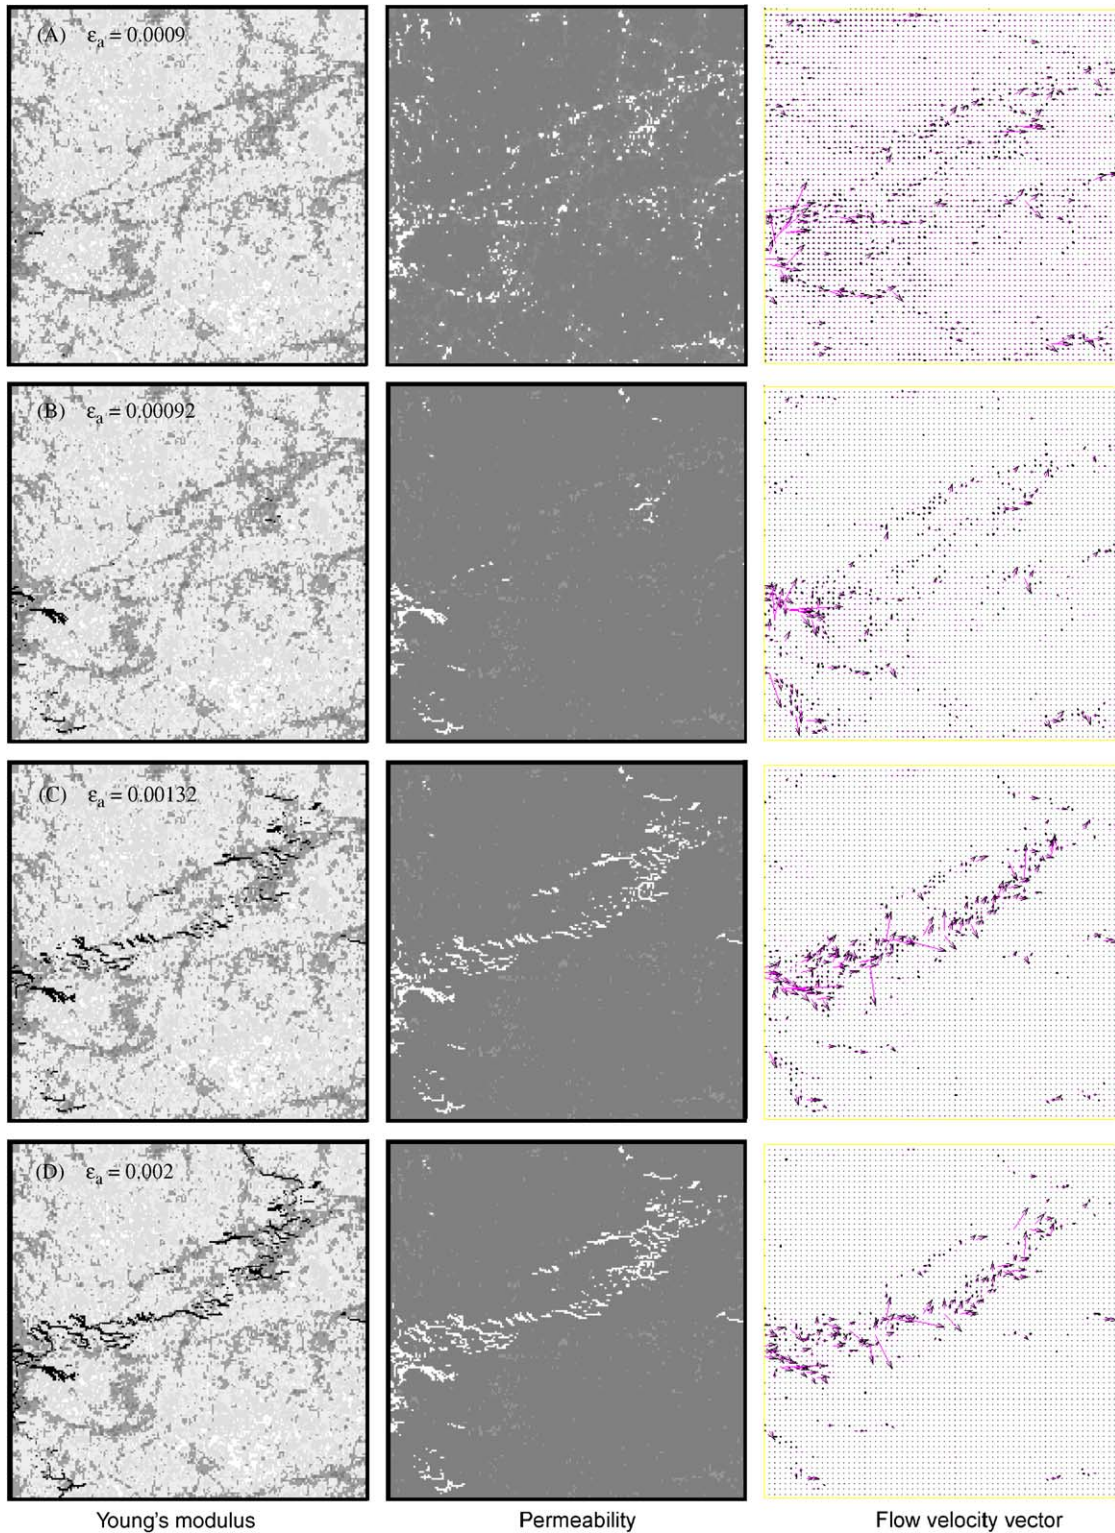 (A) εa = 0.0009
(B) εa = 0.00092
(C) εa = 0.00132
(D) εa = 0.002
Young's modulus Permeability Flow velocity vector